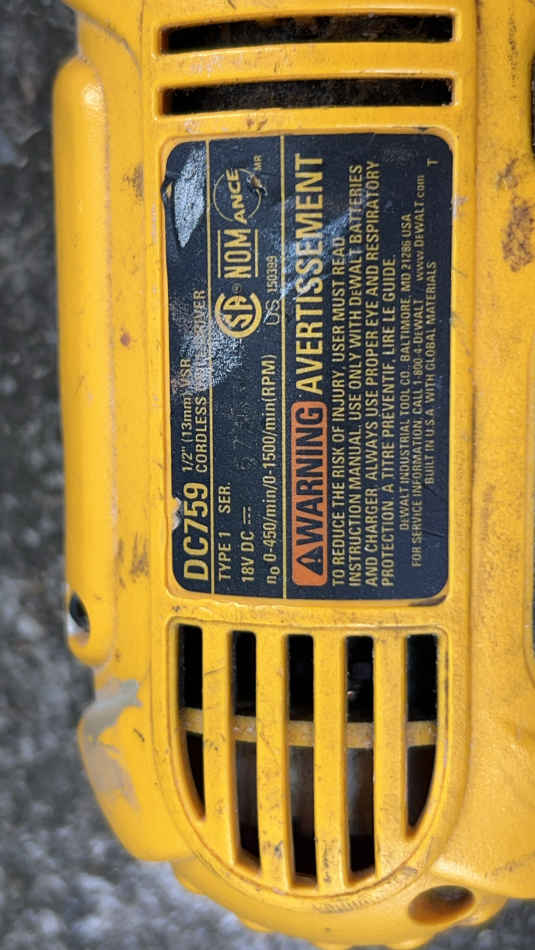 DC759 1/2" (13mm) VSR
CORDLESS DRIVER
TYPE 1 SER.
18V DC
n₀ 0-450/min/0-1500/min(RPM)
SA ® NOM ANCE MR
US 150399
WARNING AVERTISSEMENT
TO REDUCE THE RISK OF INJURY, USER MUST READ
INSTRUCTION MANUAL. USE ONLY WITH DEWALT BATTERIES
AND CHARGER. ALWAYS USE PROPER EYE AND RESPIRATORY
PROTECTION. A TITRE PREVENTIF, LIRE LE GUIDE.
DEWALT INDUSTRIAL TOOL CO., BALTIMORE, MD 21286 USA
FOR SERVICE INFORMATION, CALL 1-800-4-DEWALT www.DEWALT.com
BUILT IN U.S.A. WITH GLOBAL MATERIALS T